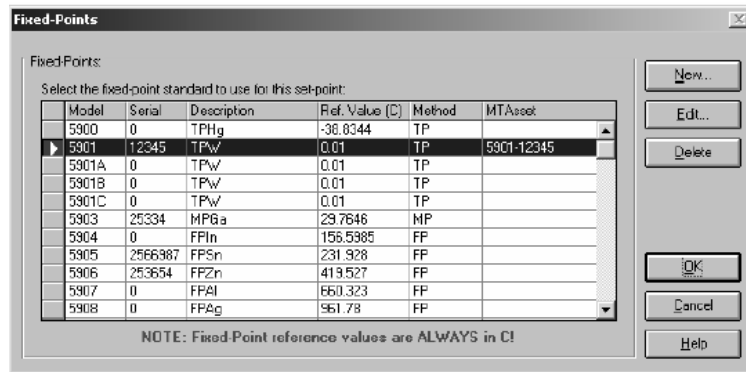 Fixed-Points
Fixed-Points:
Select the fixed-point standard to use for this set-point:
Model Serial Description Ref. Value (C) Method MTAsset
5900 0 TPHg -38.8344 TP
5901 12345 TPW 0.01 TP 5901-12345
5901A 0 TPW 0.01 TP
5901B 0 TPW 0.01 TP
5901C 0 TPW 0.01 TP
5903 25334 MPGa 29.7646 MP
5904 0 FPIn 156.5985 FP
5905 2566987 FPSn 231.928 FP
5906 253654 FPZn 419.527 FP
5907 0 FPAl 660.323 FP
5908 0 FPAg 961.78 FP
NOTE: Fixed-Point reference values are ALWAYS in C!
New...
Edit...
Delete
OK
Cancel
Help